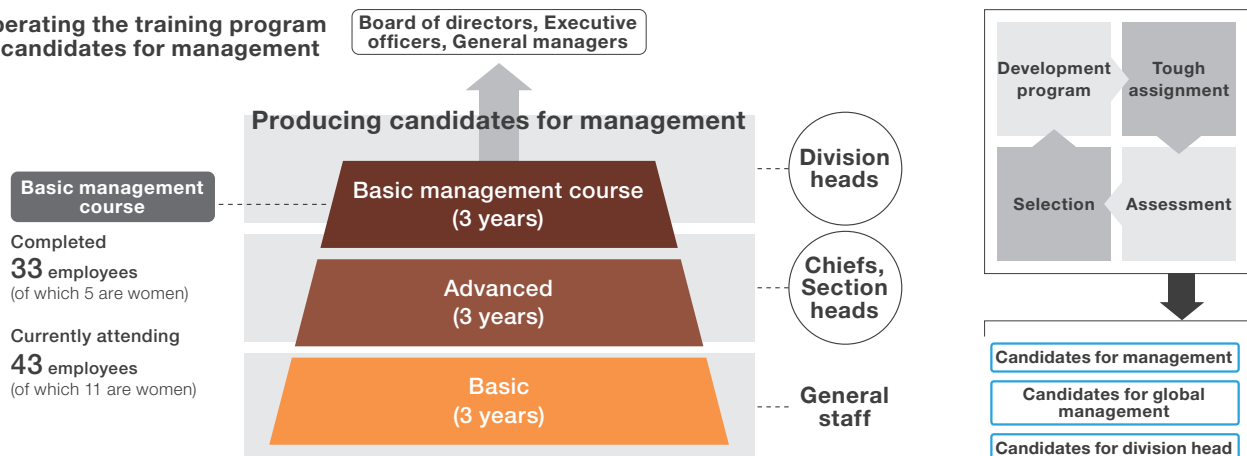 perating the training program
candidates for management
Board of directors, Executive
officers, General managers
Producing candidates for management
Basic management
course
Completed
33 employees
(of which 5 are women)
Currently attending
43 employees
(of which 11 are women)
Basic management course
(3 years)
Advanced
(3 years)
Basic
(3 years)
Division
heads
Chiefs,
Section
heads
General
staff
Development
program
Tough
assignment
Selection
Assessment
Candidates for management
Candidates for global
management
Candidates for division head